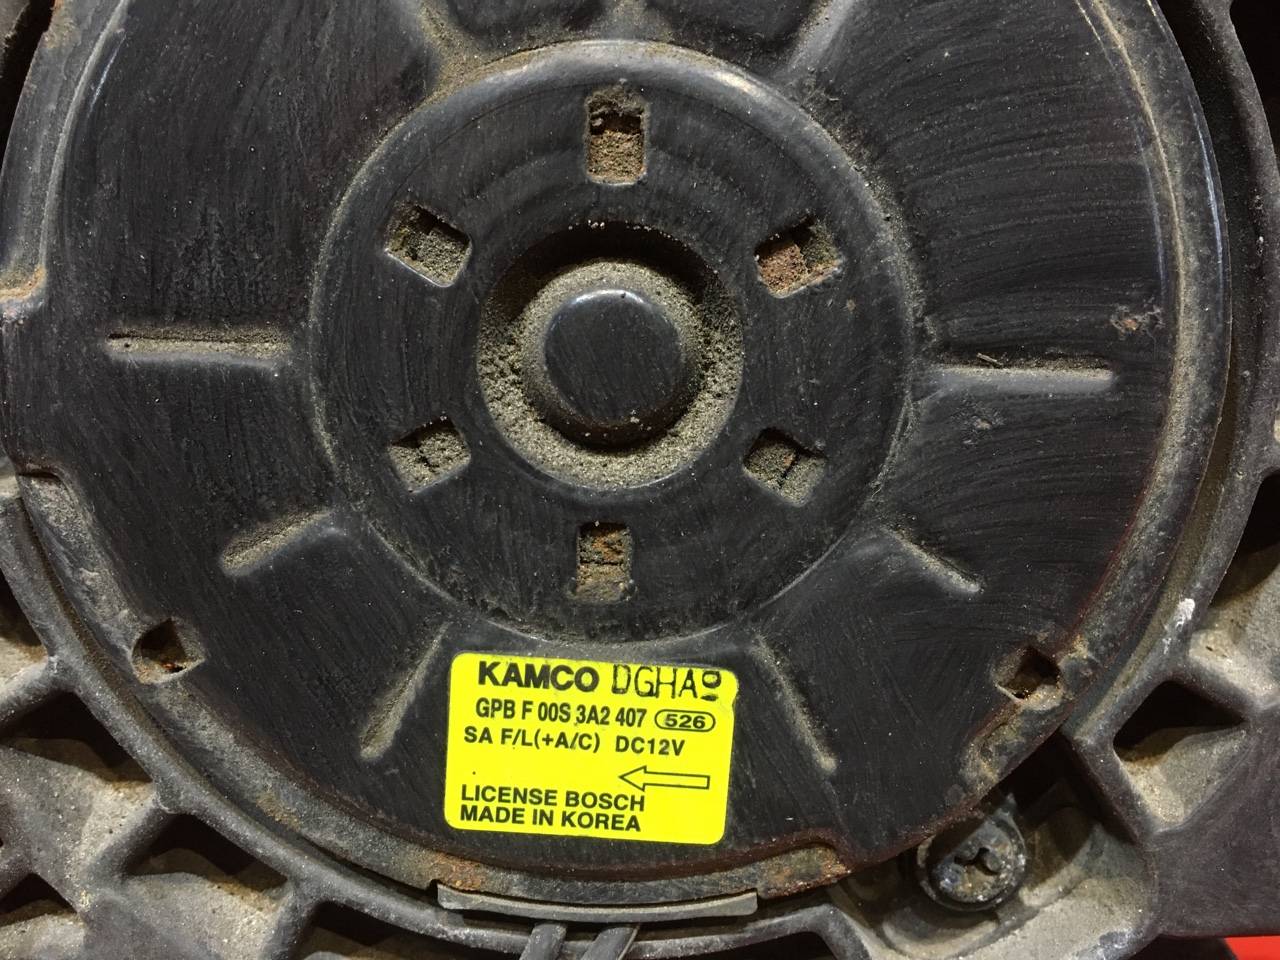 KAMCO DGHA
GPB F 00S 3A2 407 526
SA F/L(+A/C) DC12V
LICENSE BOSCH
MADE IN KOREA